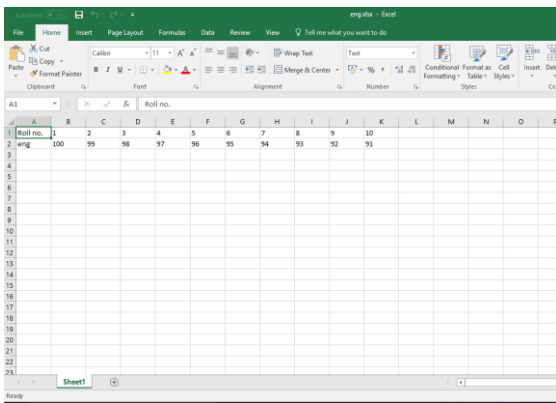 AutoSave Off eng.xlsx - Excel
File Home Insert Page Layout Formulas Data Review View Tell me what you want to do
Cut
Copy
Format Painter
Paste
Calibri 11
B I U
Wrap Text
Merge & Center
Text
Conditional Formatting
Format as Table
Cell Styles
Insert
Clipboard Font Alignment Number Styles
A1 fx Roll no.
A B C D E F G H I J K L M N O
1 Roll no. 1 2 3 4 5 6 7 8 9 10
2 eng 100 99 98 97 96 95 94 93 92 91
3
4
5
6
7
8
9
10
11
12
13
14
15
16
17
18
19
20
21
22
23
Sheet1
Ready